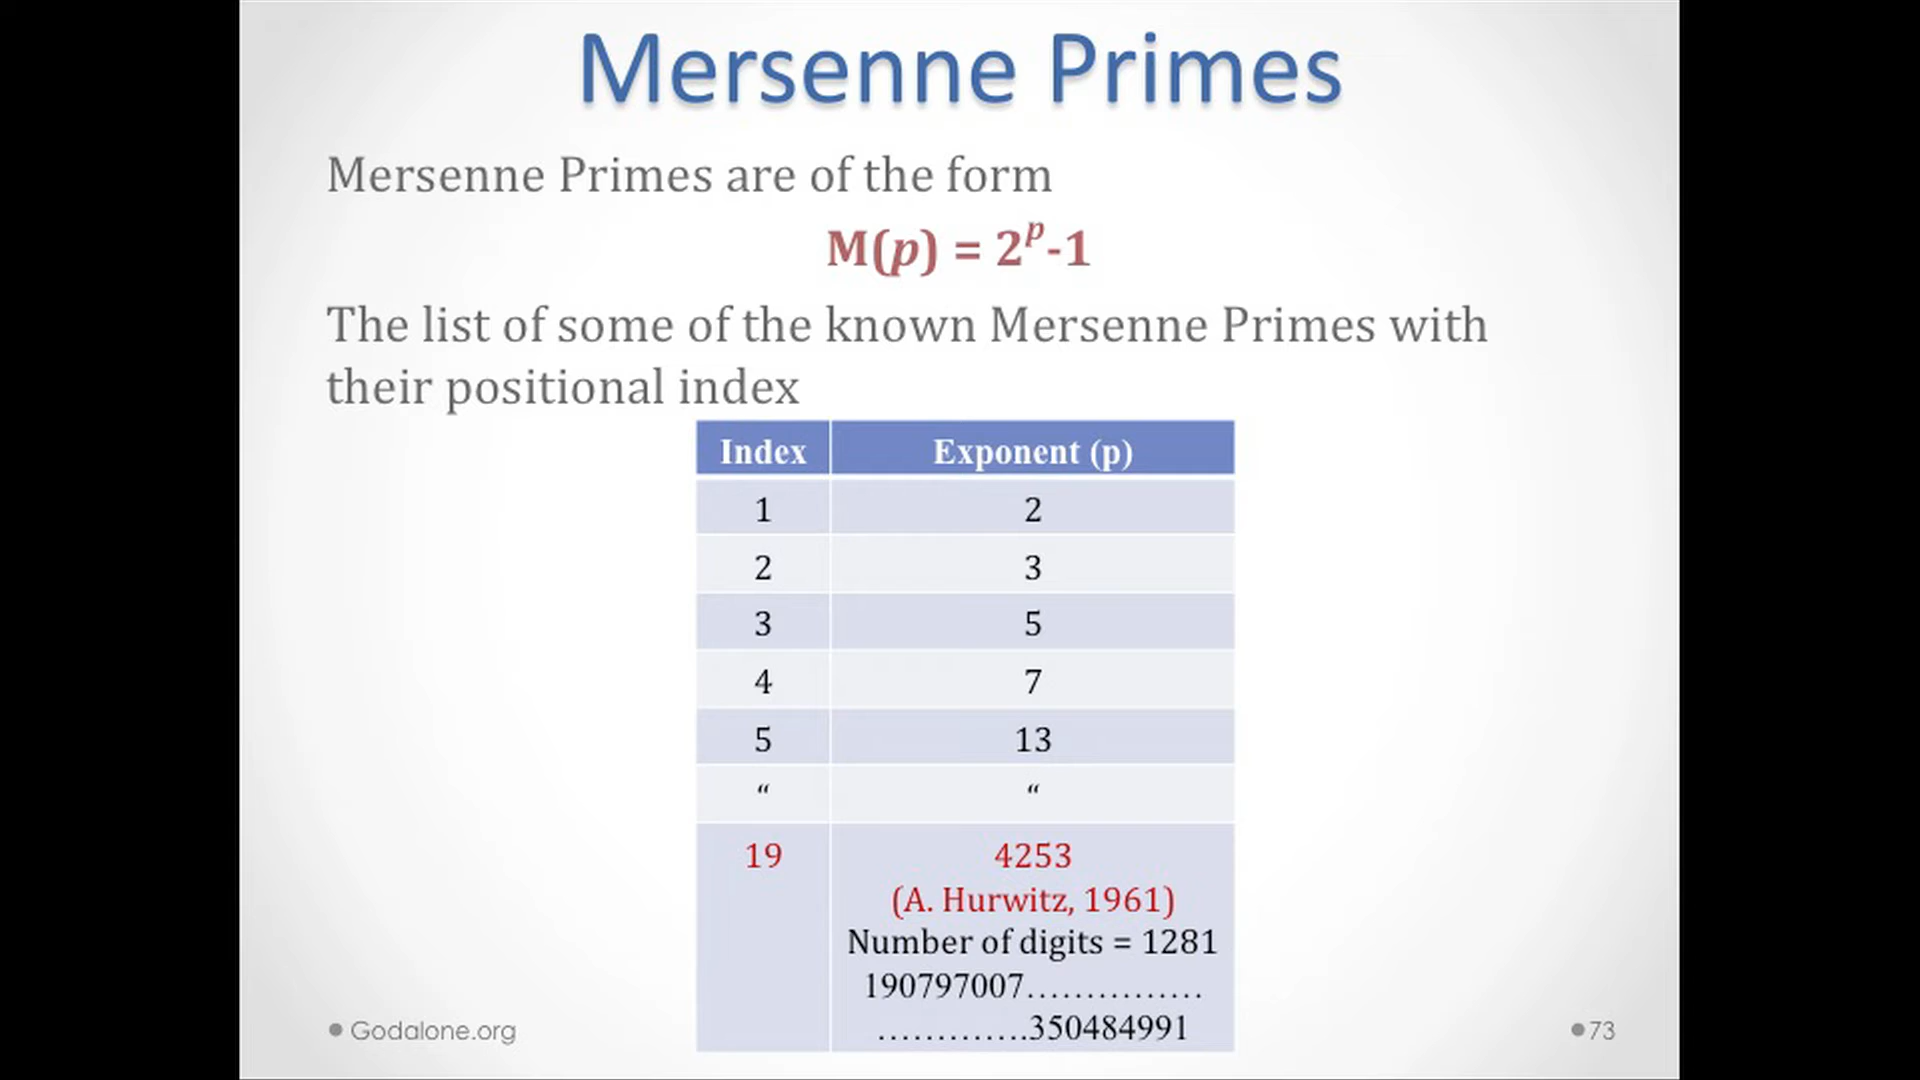 Mersenne Primes
Mersenne Primes are of the form
M(p) = 2^p-1
The list of some of the known Mersenne Primes with
their positional index
Index Exponent (p)
1 2
2 3
3 5
4 7
5 13
“ “
19 4253
(A. Hurwitz, 1961)
Number of digits = 1281
190797007...............
.............350484991
Godalone.org
73